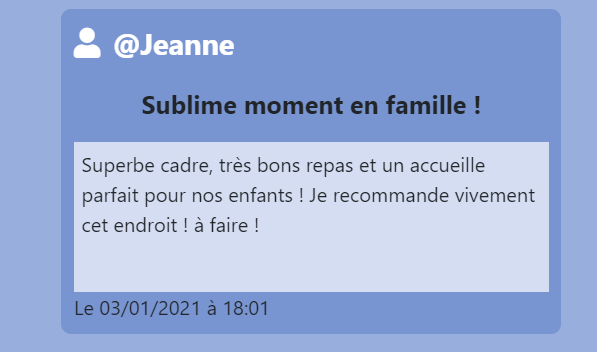 @Jeanne
Sublime moment en famille !
Superbe cadre, très bons repas et un accueille
parfait pour nos enfants ! Je recommande vivement
cet endroit ! à faire !
Le 03/01/2021 à 18:01